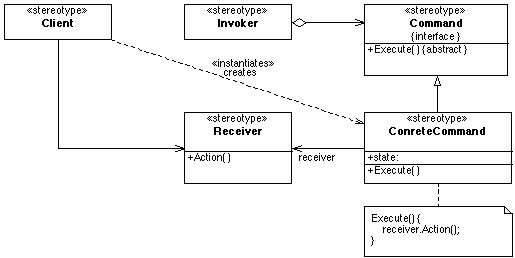 «stereotype»
Client
«stereotype»
Invoker
«stereotype»
Command
{interface}
+Execute() {abstract}
«instantiates»
creates
«stereotype»
Receiver
+Action()
receiver
«stereotype»
ConreteCommand
+state:
+Execute()
Execute() {
receiver.Action();
}